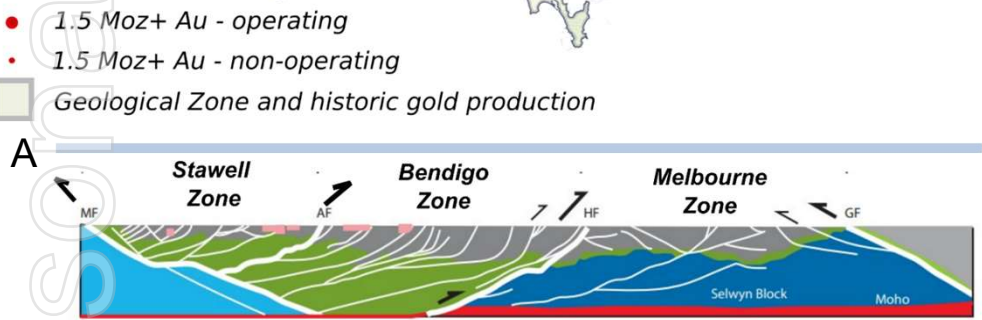 1.5 Moz+ Au - operating
1.5 Moz+ Au - non-operating
Geological Zone and historic gold production
A
Stawell
Zone
Bendigo
Zone
Melbourne
Zone
MF
AF
HF
GF
Selwyn Block
Moho
sona